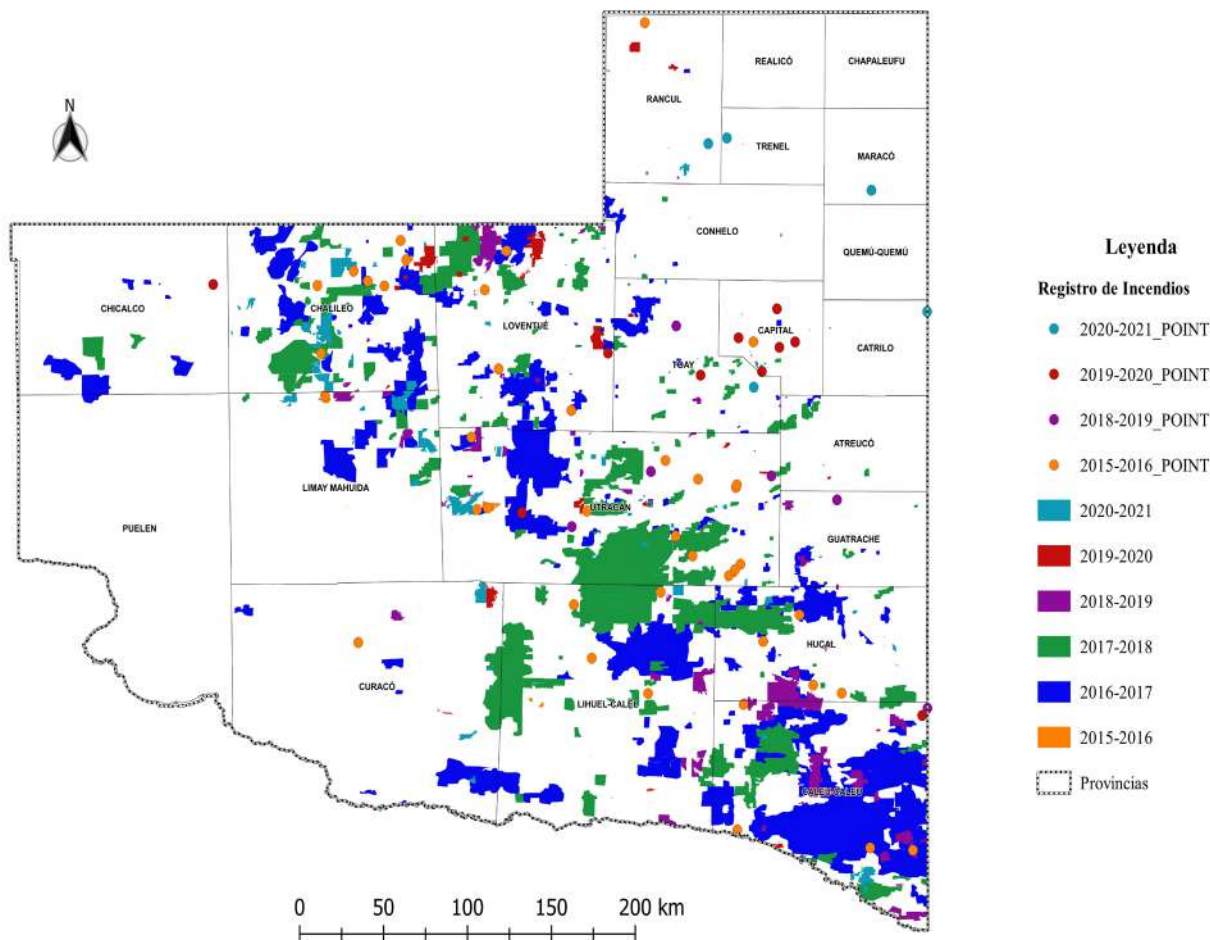 REALICÓ
CHAPALEUFU
RANCUL
N
TRENEL
MARACÓ
CONHELO
QUEMÚ-QUEMÚ
CHICALCO
CHALILEO
LOVENTUÉ
CAPITAL
CATRILO
TOAY
ATREUCÓ
LIMAY MAHUIDA
PUELEN
UTRACAN
GUATRACHE
HUCAL
CURACÓ
LIHUEL-CALEL
CALEU-CALEU
0 50 100 150 200 km
Leyenda
Registro de Incendios
2020-2021_POINT
2019-2020_POINT
2018-2019_POINT
2015-2016_POINT
2020-2021
2019-2020
2018-2019
2017-2018
2016-2017
2015-2016
Provincias